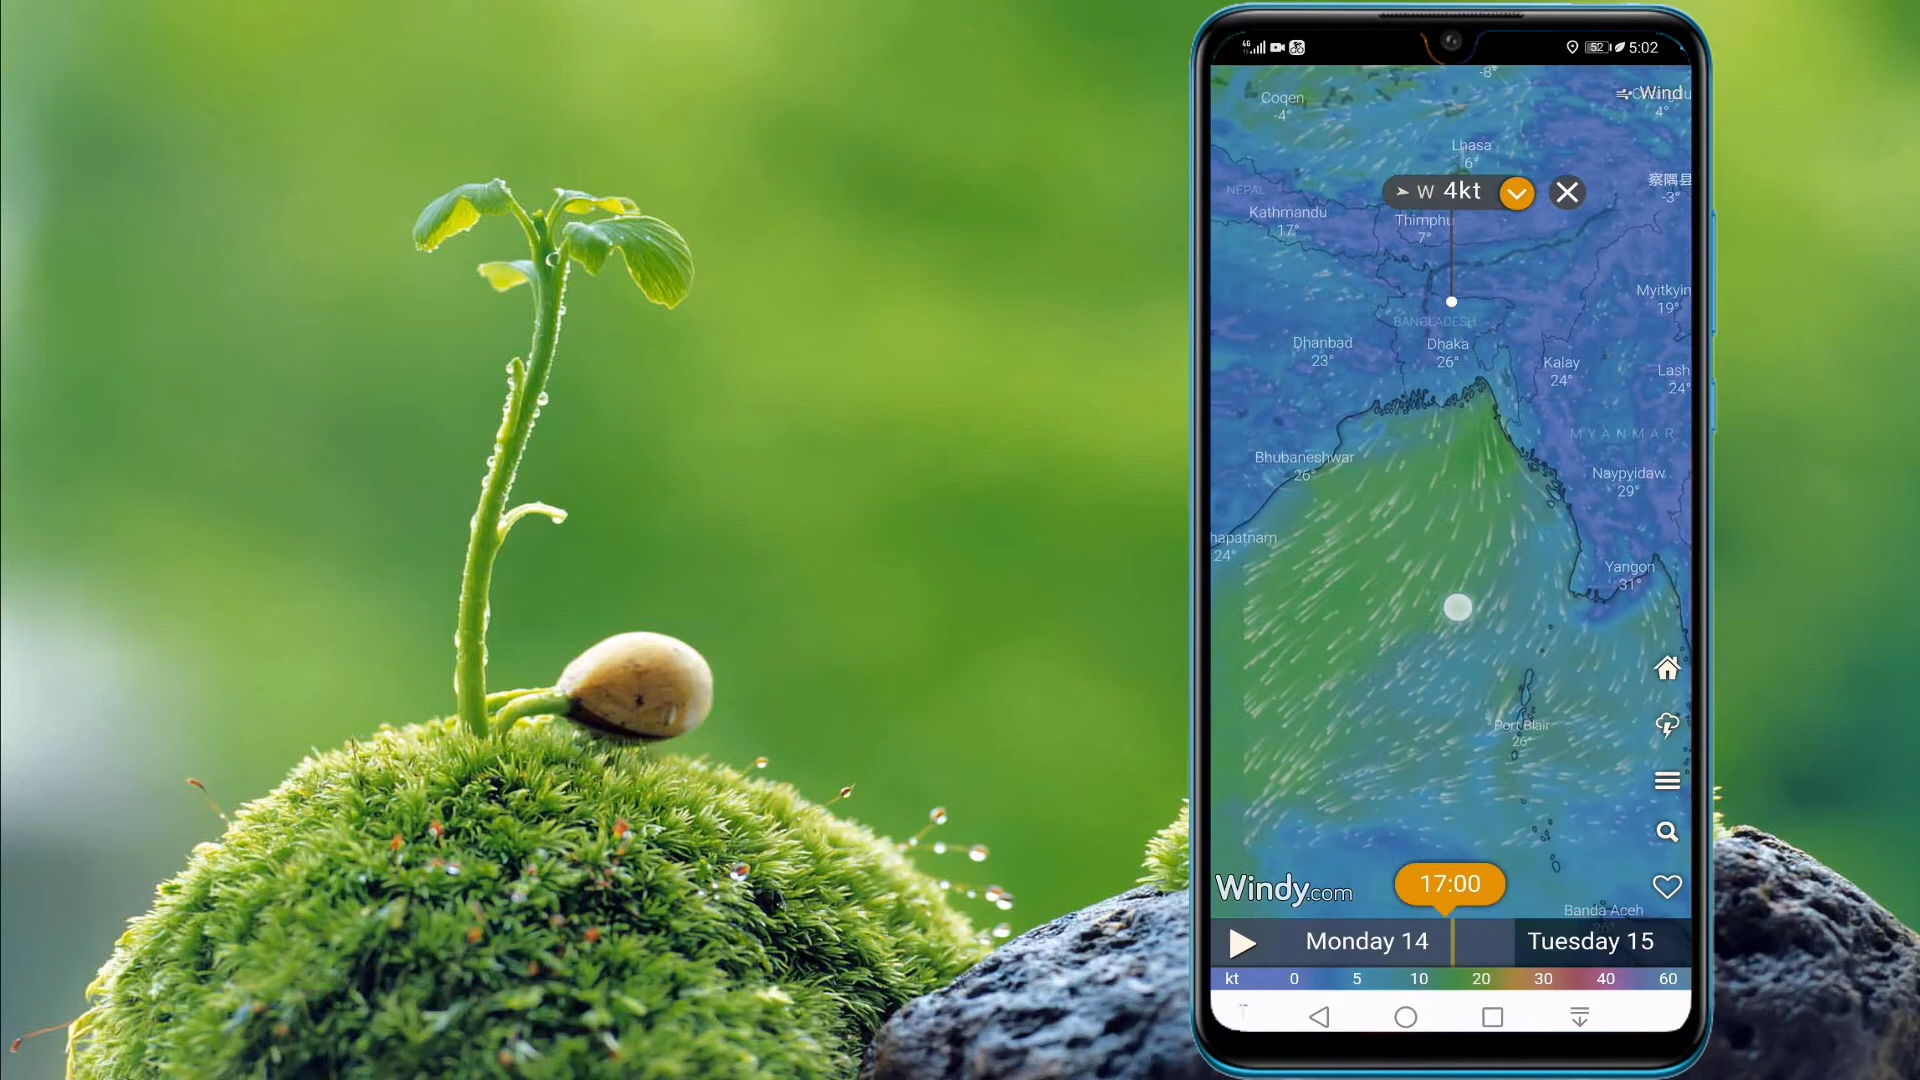 4G 52 5:02
-8°
Coqen
-4°
Wind
4°
Lhasa
6°
察隅县
-3°
NEPAL
W 4kt
Kathmandu
17°
Thimphu
7°
Myitkyin
19°
BANGLADESH
Dhanbad
23°
Dhaka
26°
Kalay
24°
Lash
24°
MYANMAR
Bhubaneshwar
26°
Naypyidaw
29°
hapatnam
24°
Yangon
31°
Port Blair
26°
Windy.com
17:00
Banda Aceh
Monday 14 Tuesday 15
kt 0 5 10 20 30 40 60